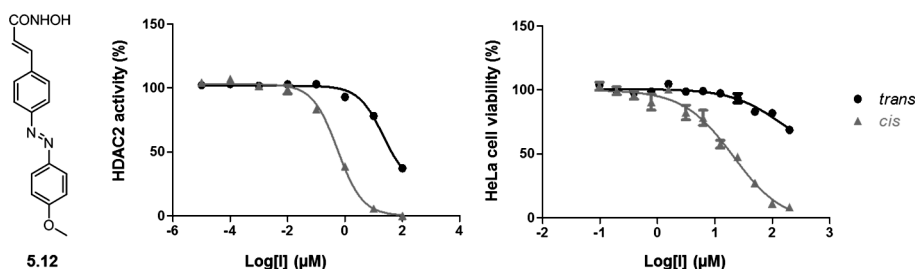 CONHOH
N
N
O
5.12
HDAC2 activity (%)
150
100
50
0
-6
-4
-2
0
2
4
Log[I] (µM)
HeLa cell viability (%)
150
100
50
0
-2
-1
0
1
2
3
Log[I] (µM)
trans
cis